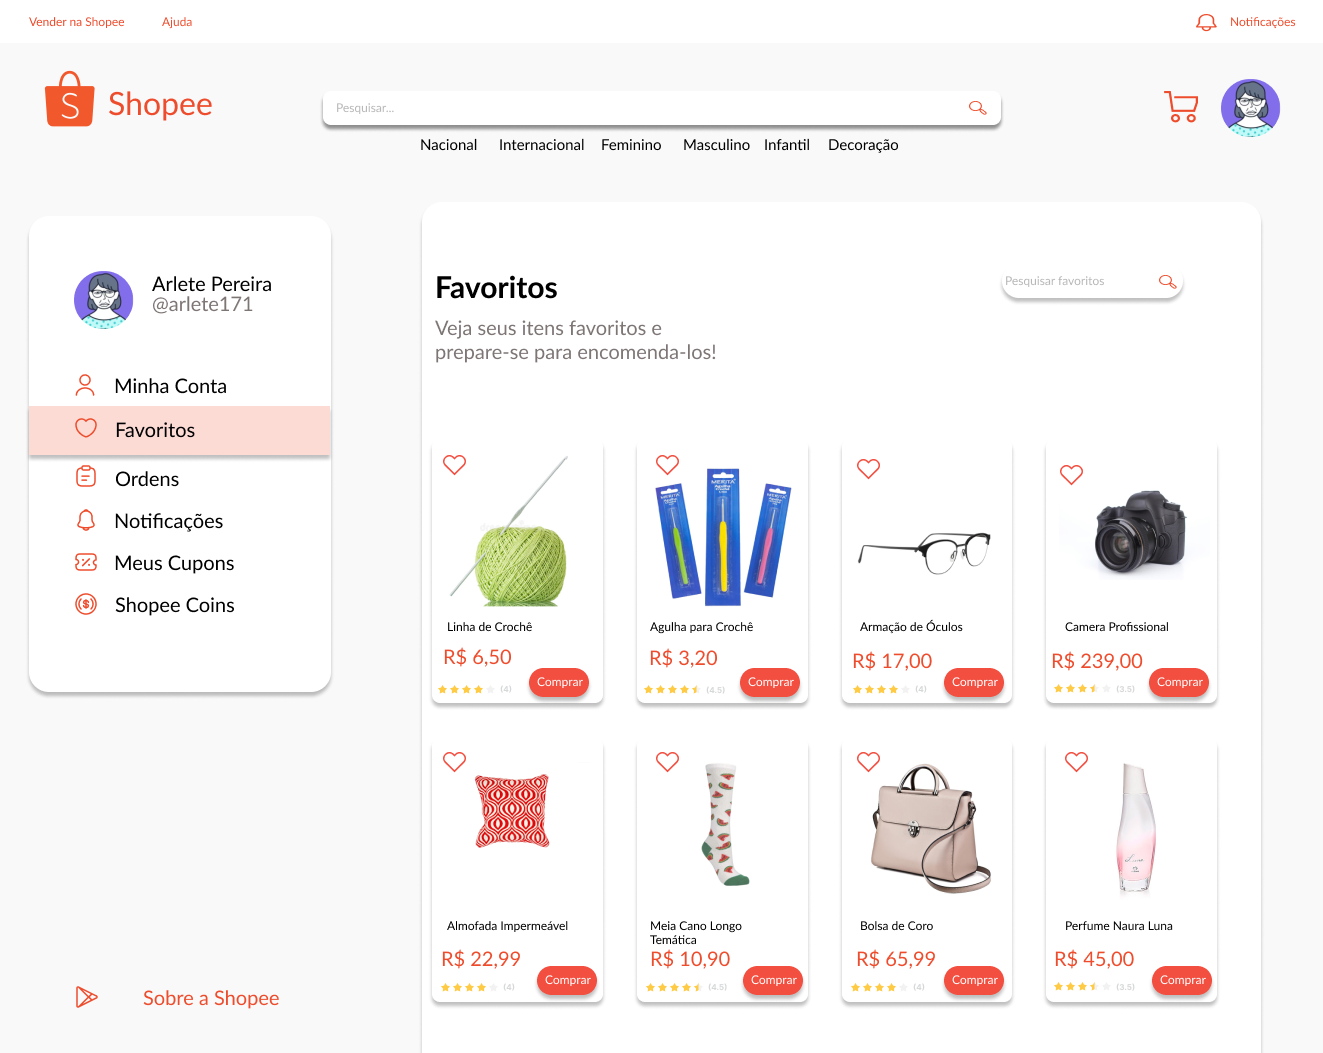 Vender na Shopee
Ajuda
Notificações
S
Shopee
Pesquisar...
Nacional Internacional Feminino Masculino Infantil Decoração
Arlete Pereira
@arlete171
Minha Conta
Favoritos
Ordens
Notificações
Meus Cupons
Shopee Coins
Sobre a Shopee
Favoritos
Pesquisar favoritos
Veja seus itens favoritos e
prepare-se para encomenda-los!
Linha de Crochê
R$ 6,50
(4)
Comprar
Agulha para Crochê
R$ 3,20
(4.5)
Comprar
Armação de Óculos
R$ 17,00
(4)
Comprar
Camera Profissional
R$ 239,00
(3.5)
Comprar
Almofada Impermeável
R$ 22,99
(4)
Comprar
Meia Cano Longo
Temática
R$ 10,90
(4.5)
Comprar
Bolsa de Coro
R$ 65,99
(4)
Comprar
Perfume Naura Luna
R$ 45,00
(3.5)
Comprar